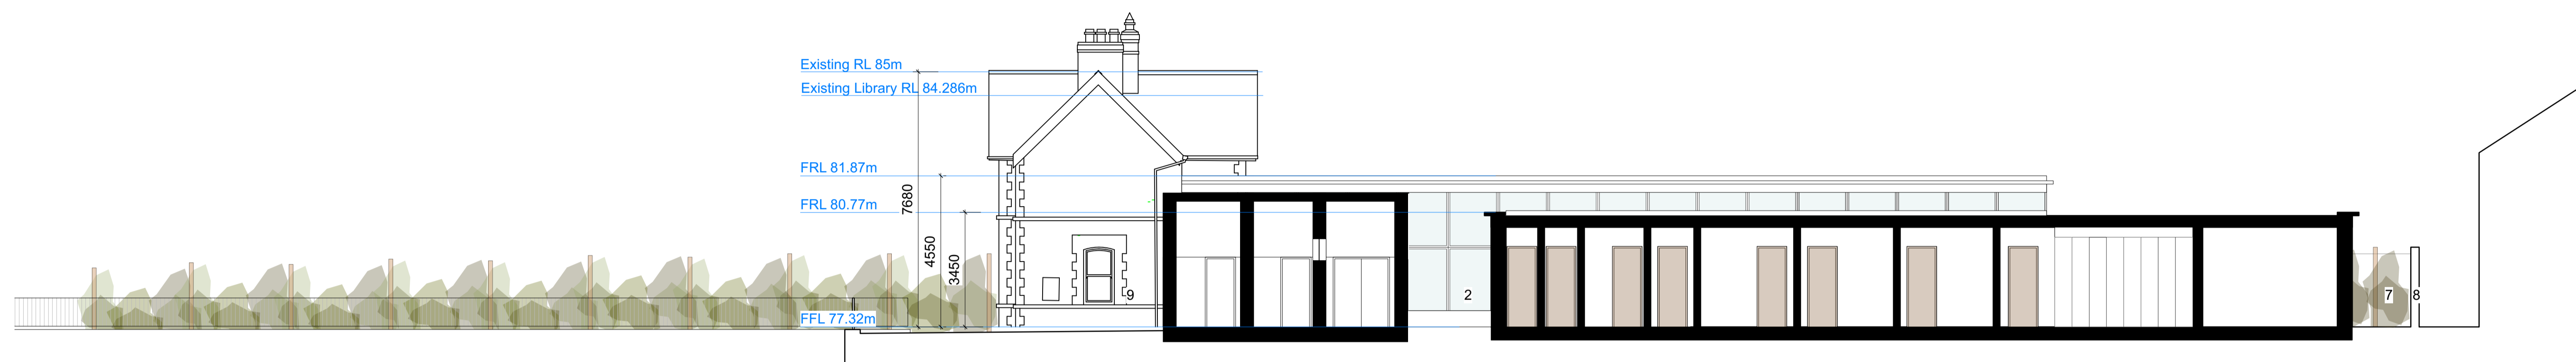 Existing RL 85m
Existing Library RL 84.286m
FRL 81.87m
FRL 80.77m
7680
4550
3450
9
2
7
8
FFL 77.32m